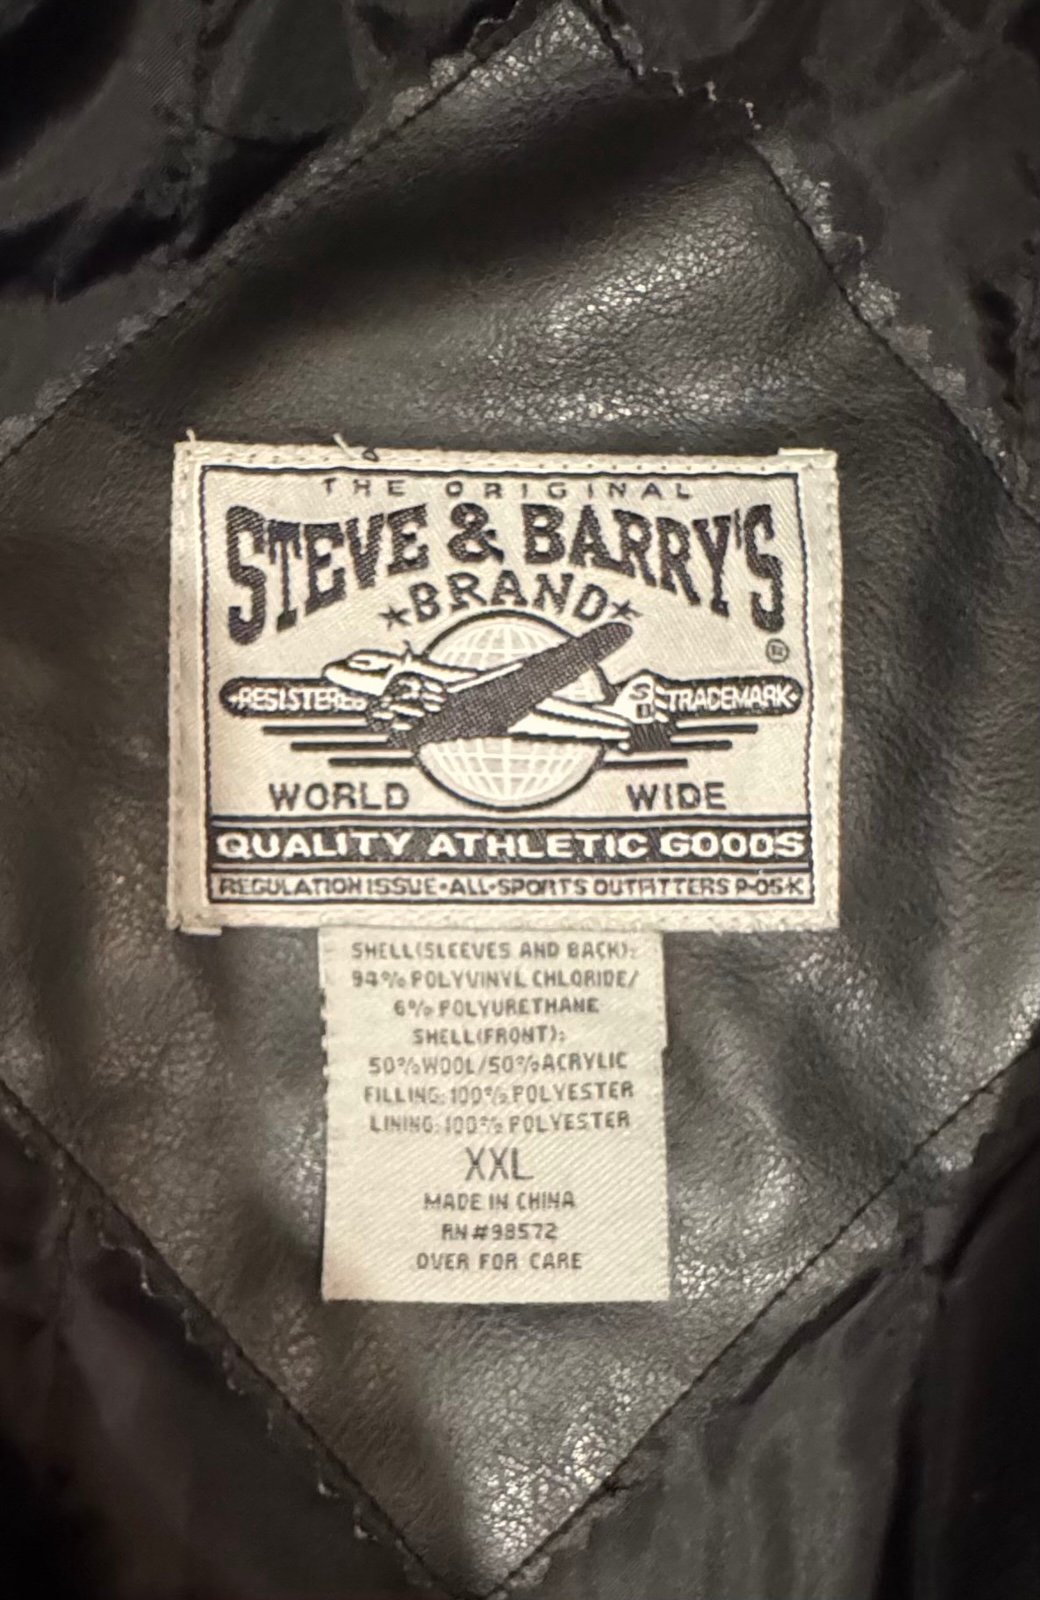 THE ORIGINAL
STEVE & BARRY'S
BRAND
®
REGISTERED TRADEMARK
SB
WORLD WIDE
QUALITY ATHLETIC GOODS
REGULATION ISSUE•ALL•SPORTS OUTFITTERS P-05-K
SHELL(SLEEVES AND BACK):
94% POLYVINYL CHLORIDE/
6% POLYURETHANE
SHELL(FRONT):
50%WOOL/50%ACRYLIC
FILLING:100% POLYESTER
LINING:100% POLYESTER
XXL
MADE IN CHINA
RN#98572
OVER FOR CARE